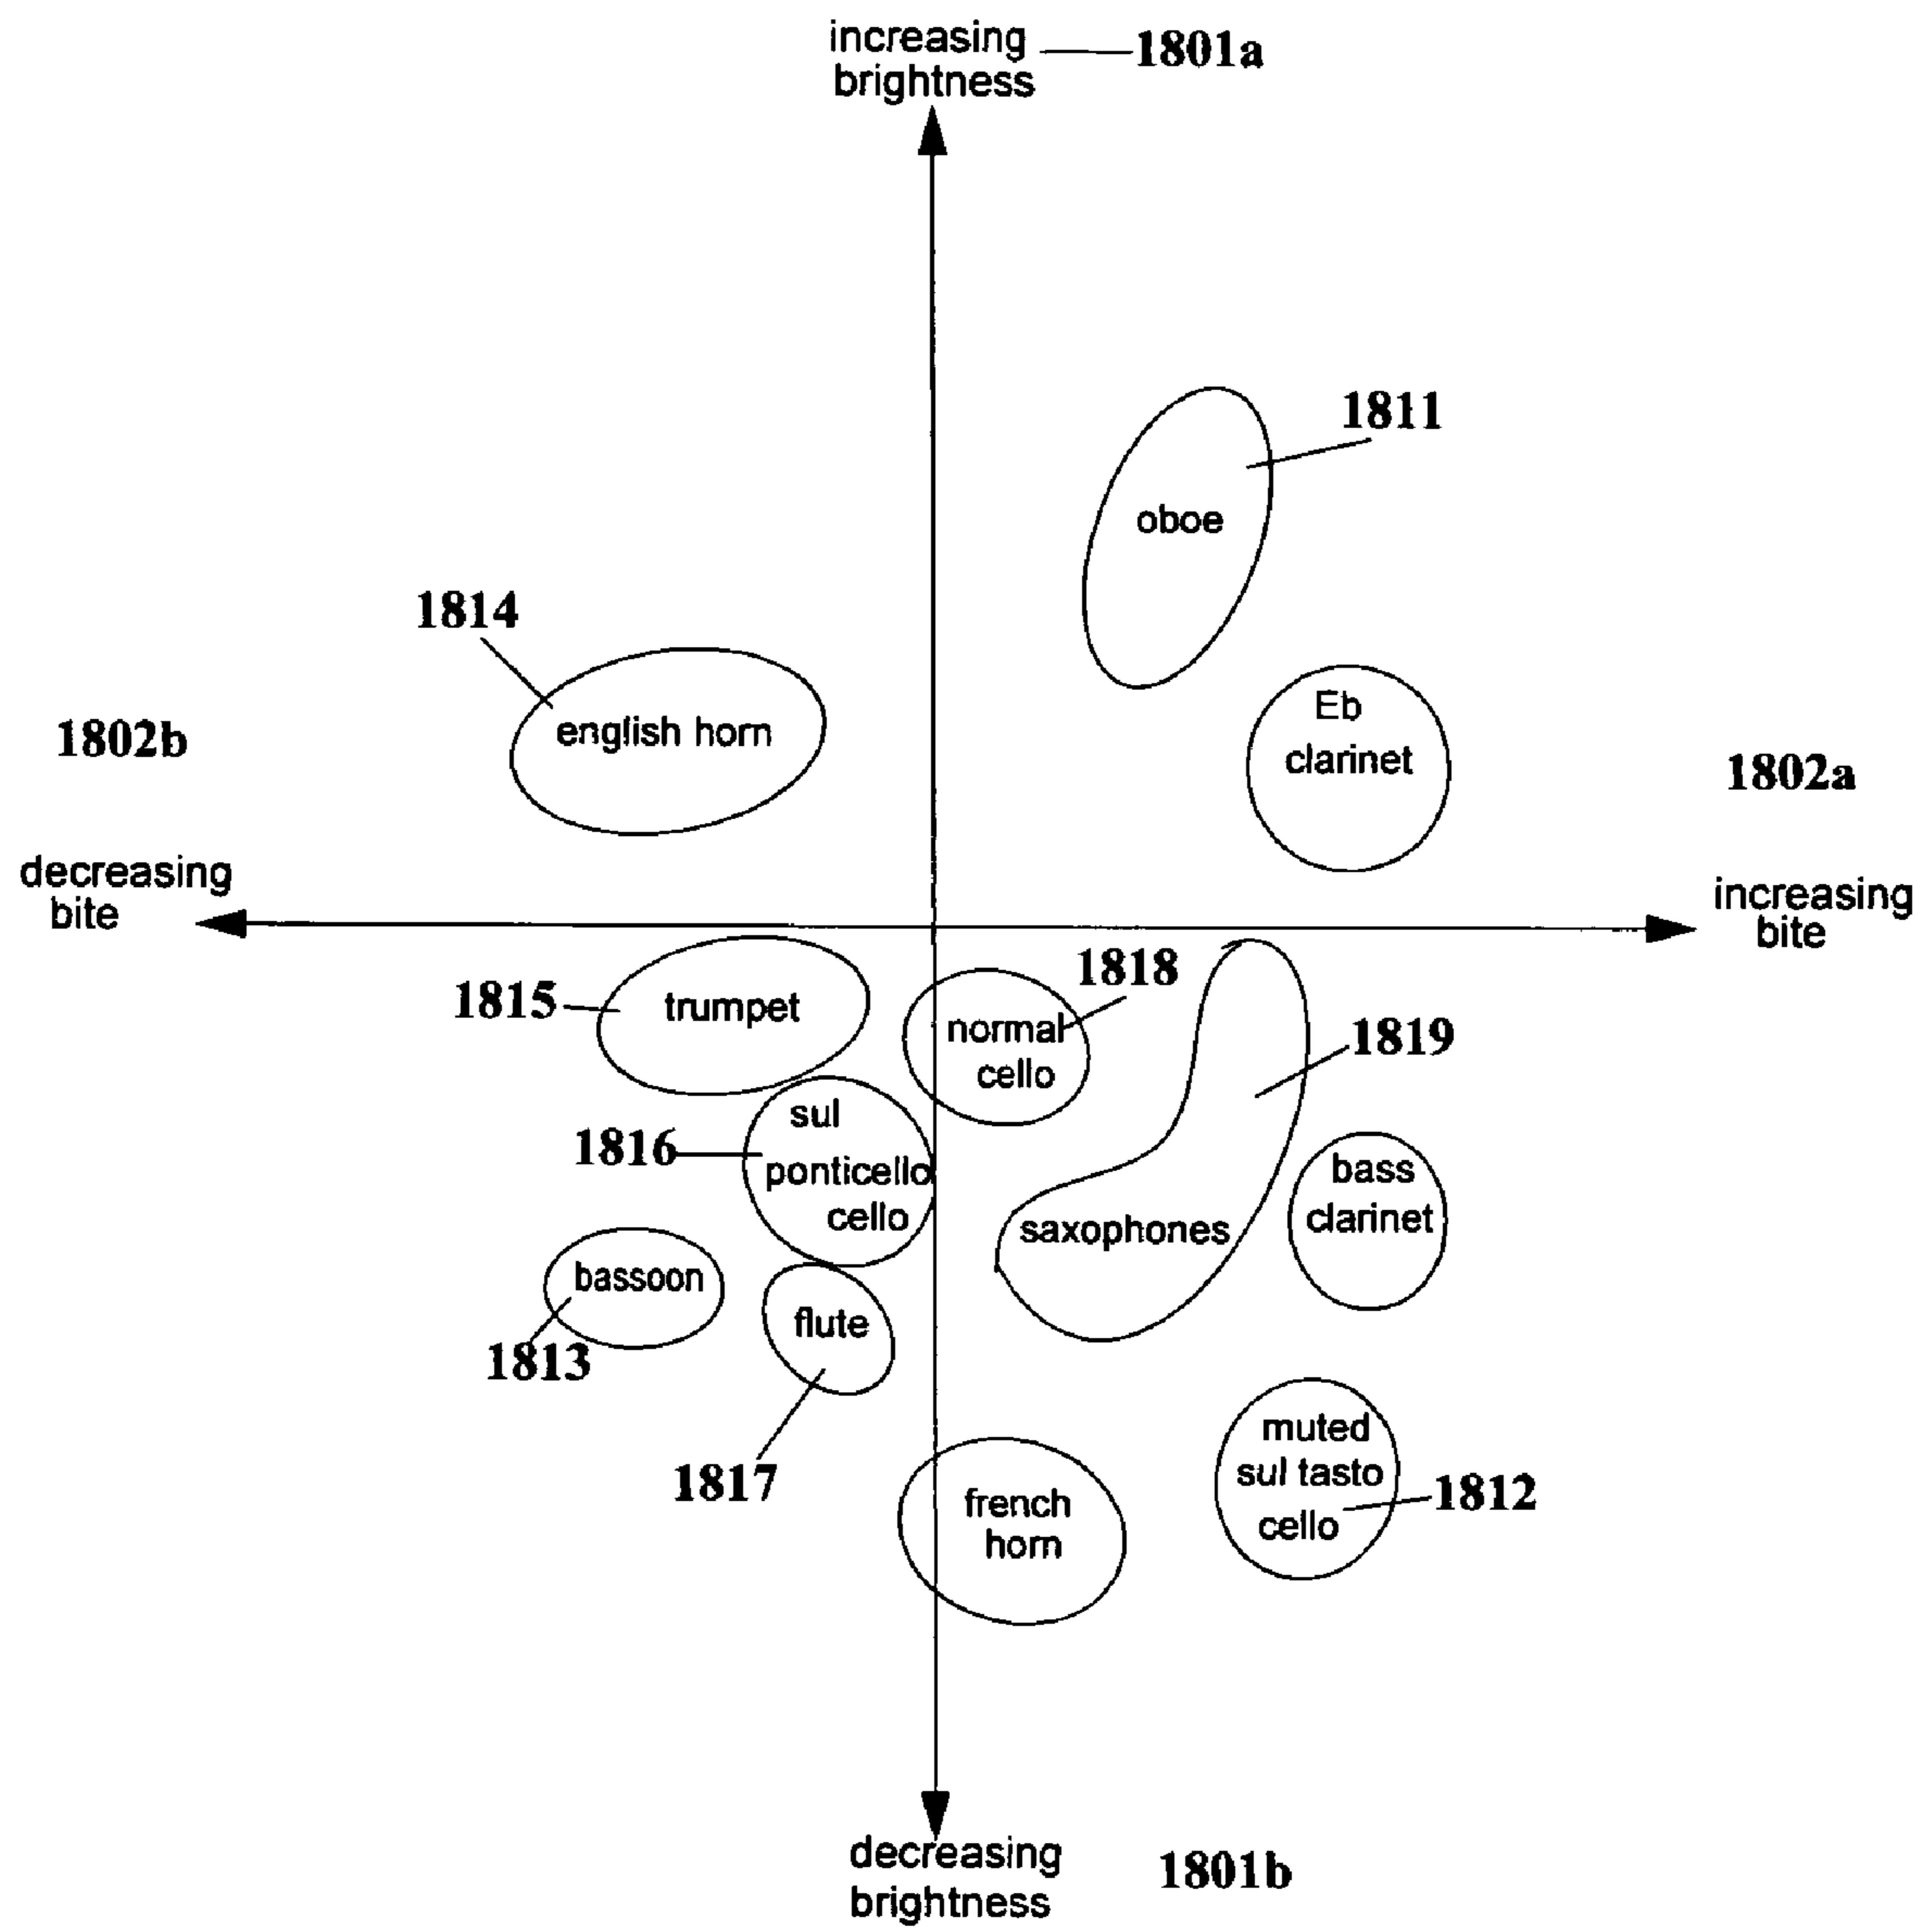 increasing
brightness
1801a
1811
oboe
1814
english horn
Eb
clarinet
1802b
1802a
decreasing
bite
increasing
bite
1815
trumpet
1818
normal
cello
1819
sul
ponticello
cello
1816
bass
clarinet
saxophones
bassoon
1813
flute
1817
muted
sul tasto
cello
1812
french
horn
decreasing
brightness
1801b